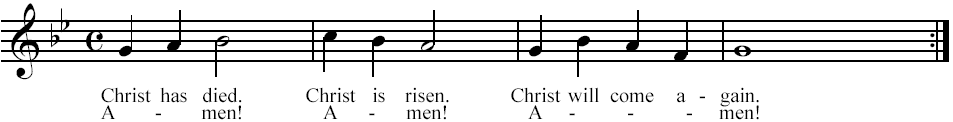 Christ has died. Christ is risen. Christ will come a - gain.
A - men! A - men! A - - - men!